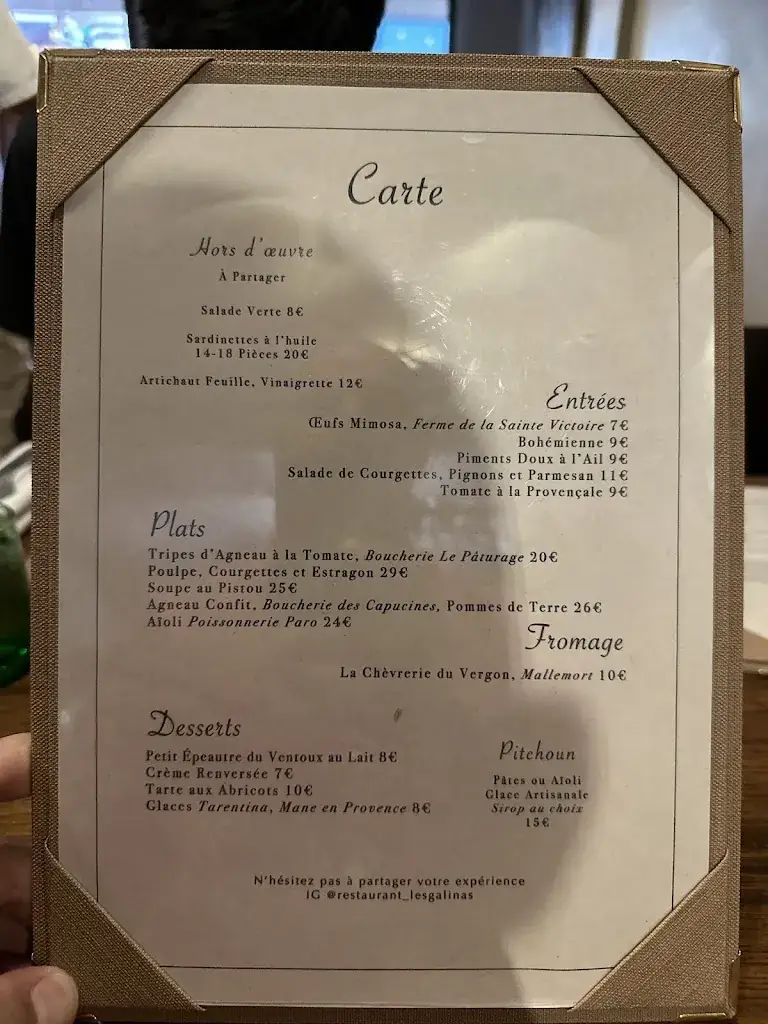 Carte
Hors d'œuvre
À Partager
Salade Verte 8€
Sardinettes à l'huile
14-18 Pièces 20€
Artichaut Feuille, Vinaigrette 12€
Entrées
Œufs Mimosa, Ferme de la Sainte Victoire 7€
Bohémienne 9€
Piments Doux à l'Ail 9€
Salade de Courgettes, Pignons et Parmesan 11€
Tomate à la Provençale 9€
Plats
Tripes d'Agneau à la Tomate, Boucherie Le Pâturage 20€
Poulpe, Courgettes et Estragon 29€
Soupe au Pistou 25€
Agneau Confit, Boucherie des Capucines, Pommes de Terre 26€
Aïoli Poissonnerie Paro 24€
Fromage
La Chèvrerie du Vergon, Mallemort 10€
Desserts
Petit Épeautre du Ventoux au Lait 8€
Crème Renversée 7€
Tarte aux Abricots 10€
Glaces Tarentina, Mane en Provence 8€
Pitchoun
Pâtes ou Aïoli
Glace Artisanale
Sirop au choix
15€
N'hésitez pas à partager votre expérience
IG @restaurant_lesgalinas